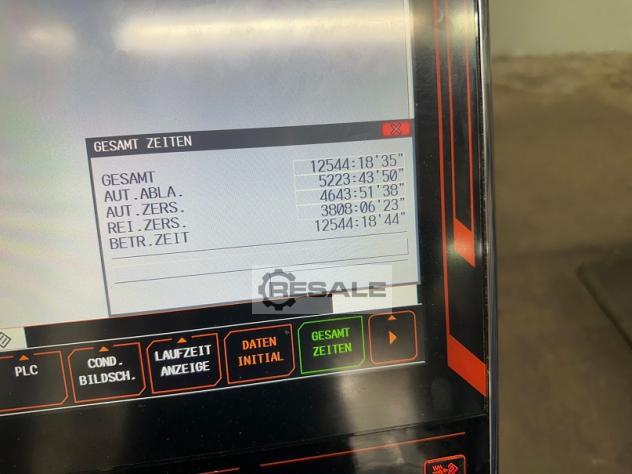 GESAMT ZEITEN
GESAMT 12544:18'35"
AUT.ABLA. 5223:43'50"
AUT.ZERS. 4643:51'38"
REI.ZERS. 3808:06'23"
BETR.ZEIT 12544:18'44"
RESALE
PLC
COND.
BILDSCH.
LAUFZEIT
ANZEIGE
DATEN
INITIAL
GESAMT
ZEITEN